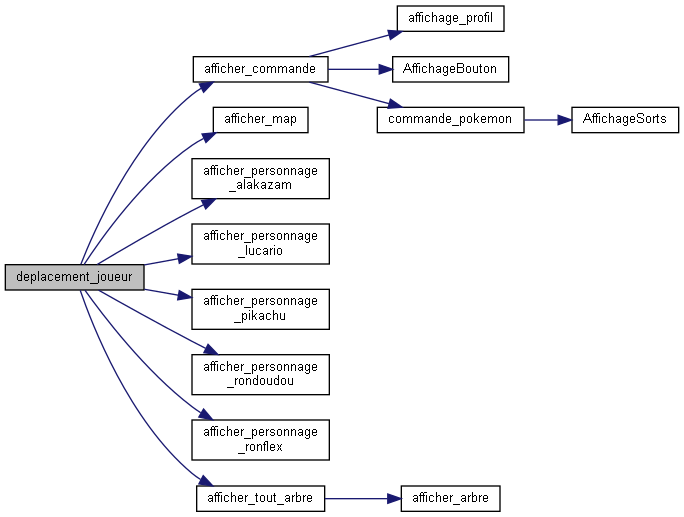 affichage_profil
afficher_commande
AffichageBouton
afficher_map
commande_pokemon
AffichageSorts
afficher_personnage
_alakazam
afficher_personnage
_lucario
deplacement_joueur
afficher_personnage
_pikachu
afficher_personnage
_rondoudou
afficher_personnage
_ronflex
afficher_tout_arbre
afficher_arbre